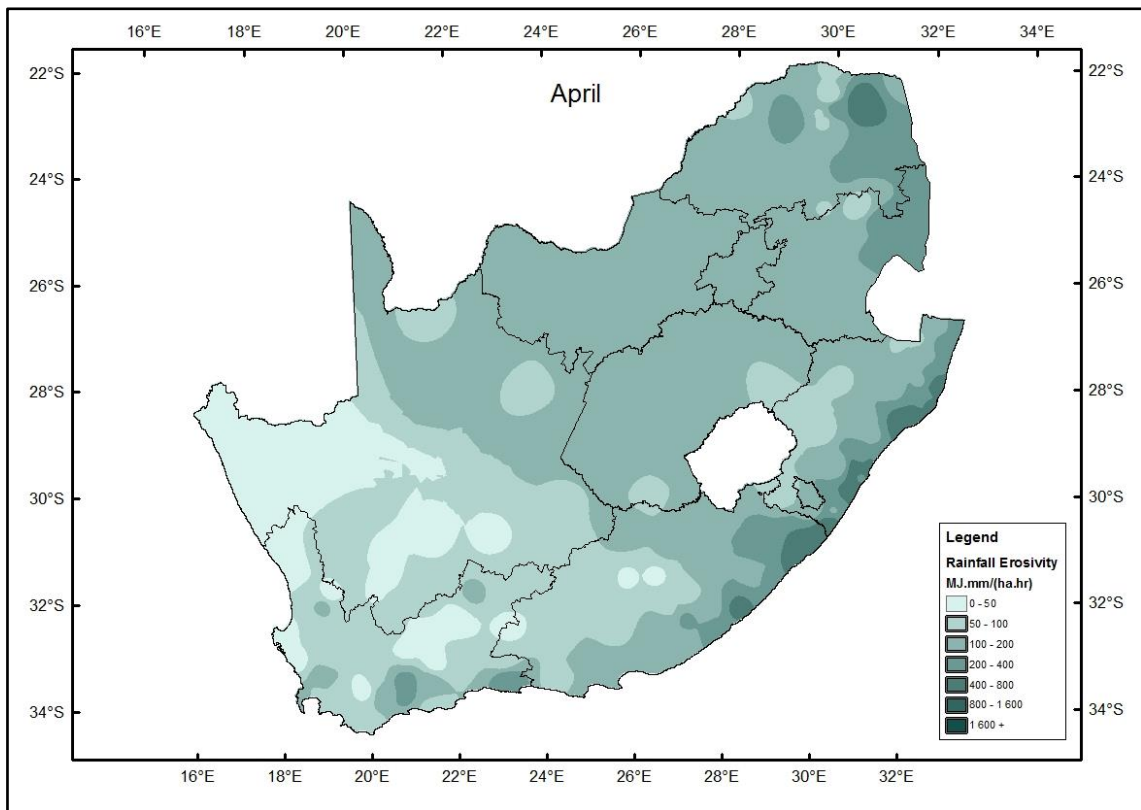 16°E 18°E 20°E 22°E 24°E 26°E 28°E 30°E 32°E 34°E
22°S 22°S
April
24°S 24°S
26°S 26°S
28°S 28°S
30°S 30°S
Legend
Rainfall Erosivity
MJ.mm/(ha.hr)
0 - 50
50 - 100
100 - 200
200 - 400
400 - 800
800 - 1 600
1 600 +
32°S 32°S
34°S 34°S
16°E 18°E 20°E 22°E 24°E 26°E 28°E 30°E 32°E